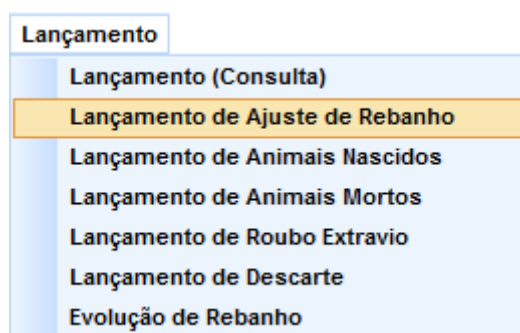 Lançamento
Lançamento (Consulta)
Lançamento de Ajuste de Rebanho
Lançamento de Animais Nascidos
Lançamento de Animais Mortos
Lançamento de Roubo Extravio
Lançamento de Descarte
Evolução de Rebanho